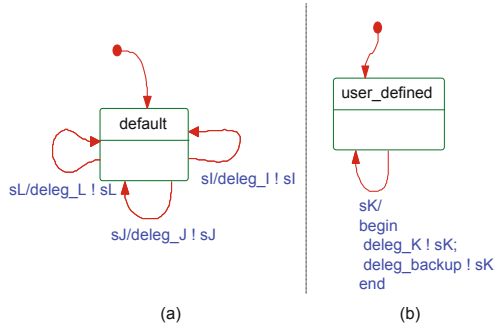 default
sL/deleg_L ! sL
sI/deleg_I ! sI
sJ/deleg_J ! sJ
(a)
user_defined
sK/
begin
deleg_K ! sK;
deleg_backup ! sK
end
(b)